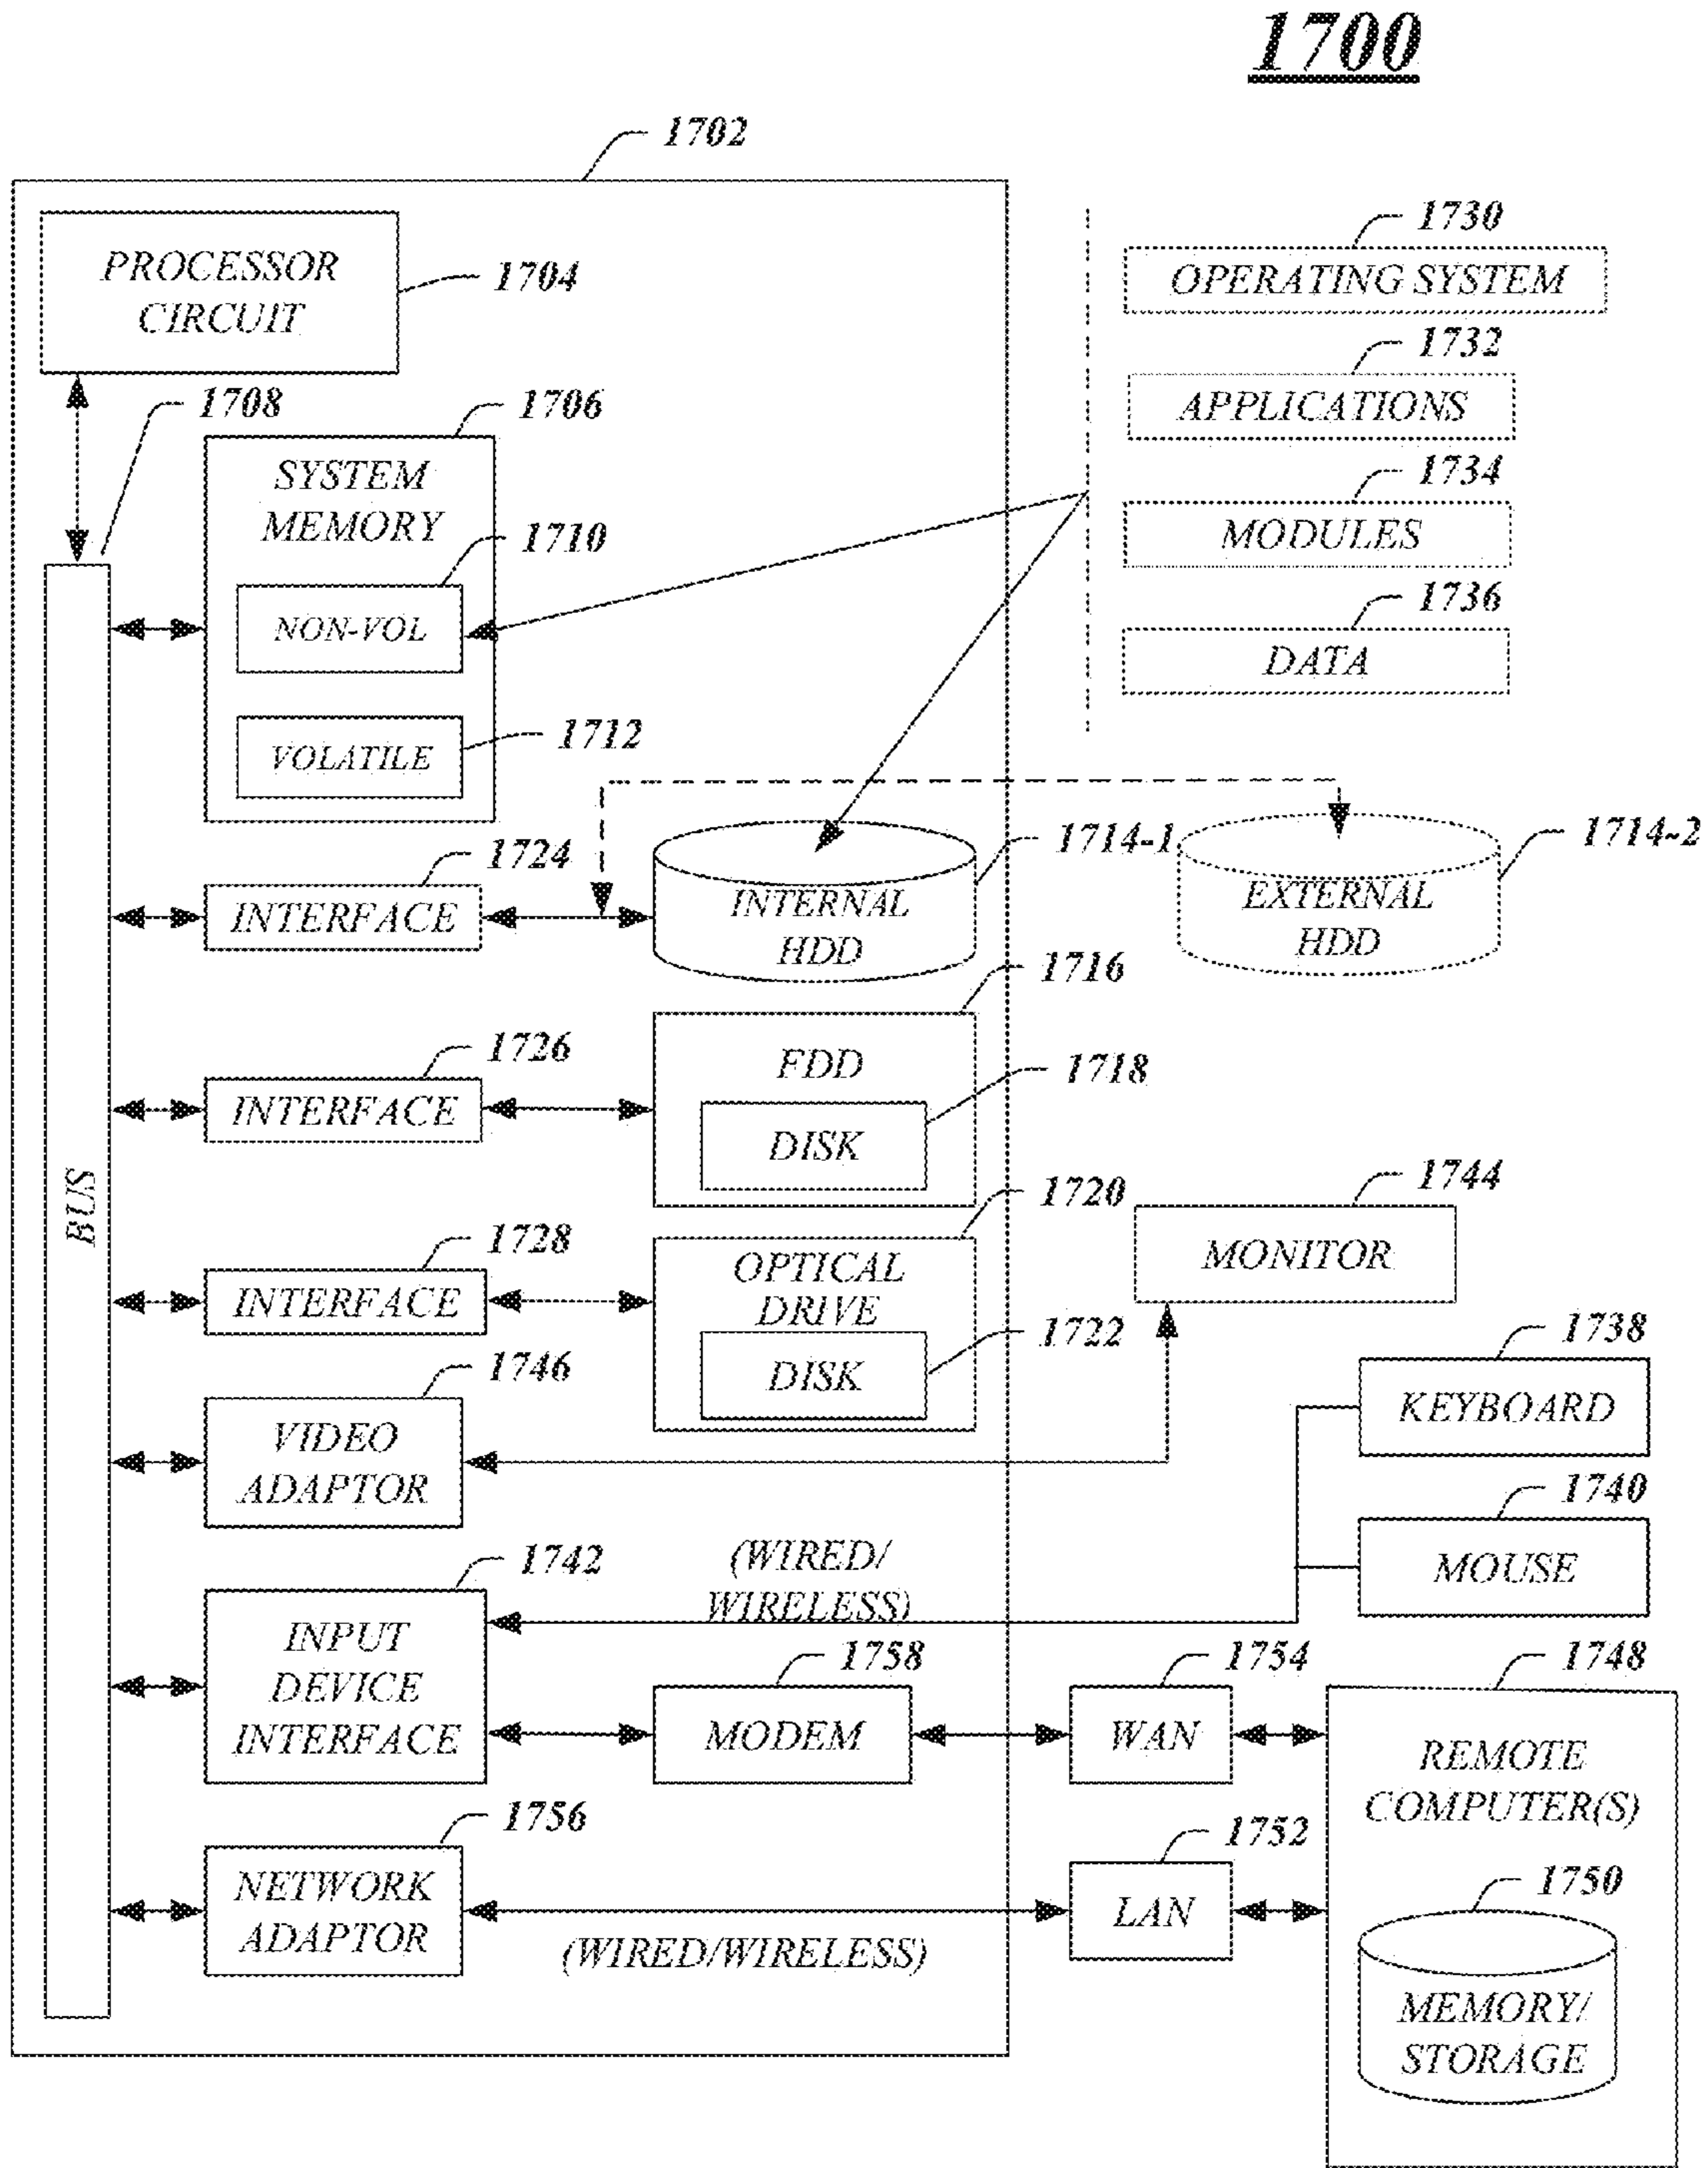 1700
1702
PROCESSOR
CIRCUIT
1704
1730
OPERATING SYSTEM
1732
APPLICATIONS
1734
MODULES
1736
DATA
1708
1706
SYSTEM
MEMORY
1710
NON-VOL
1712
VOLATILE
1724
INTERFACE
1714-1
INTERNAL
HDD
1714-2
EXTERNAL
HDD
1716
FDD
1718
DISK
1726
INTERFACE
BUS
1720
OPTICAL
DRIVE
1722
DISK
1728
INTERFACE
1744
MONITOR
1746
VIDEO
ADAPTOR
1738
KEYBOARD
1740
MOUSE
1742
INPUT
DEVICE
INTERFACE
(WIRED/
WIRELESS)
1758
MODEM
1754
WAN
1748
REMOTE
COMPUTER(S)
1756
NETWORK
ADAPTOR
(WIRED/WIRELESS)
1752
LAN
1750
MEMORY/
STORAGE